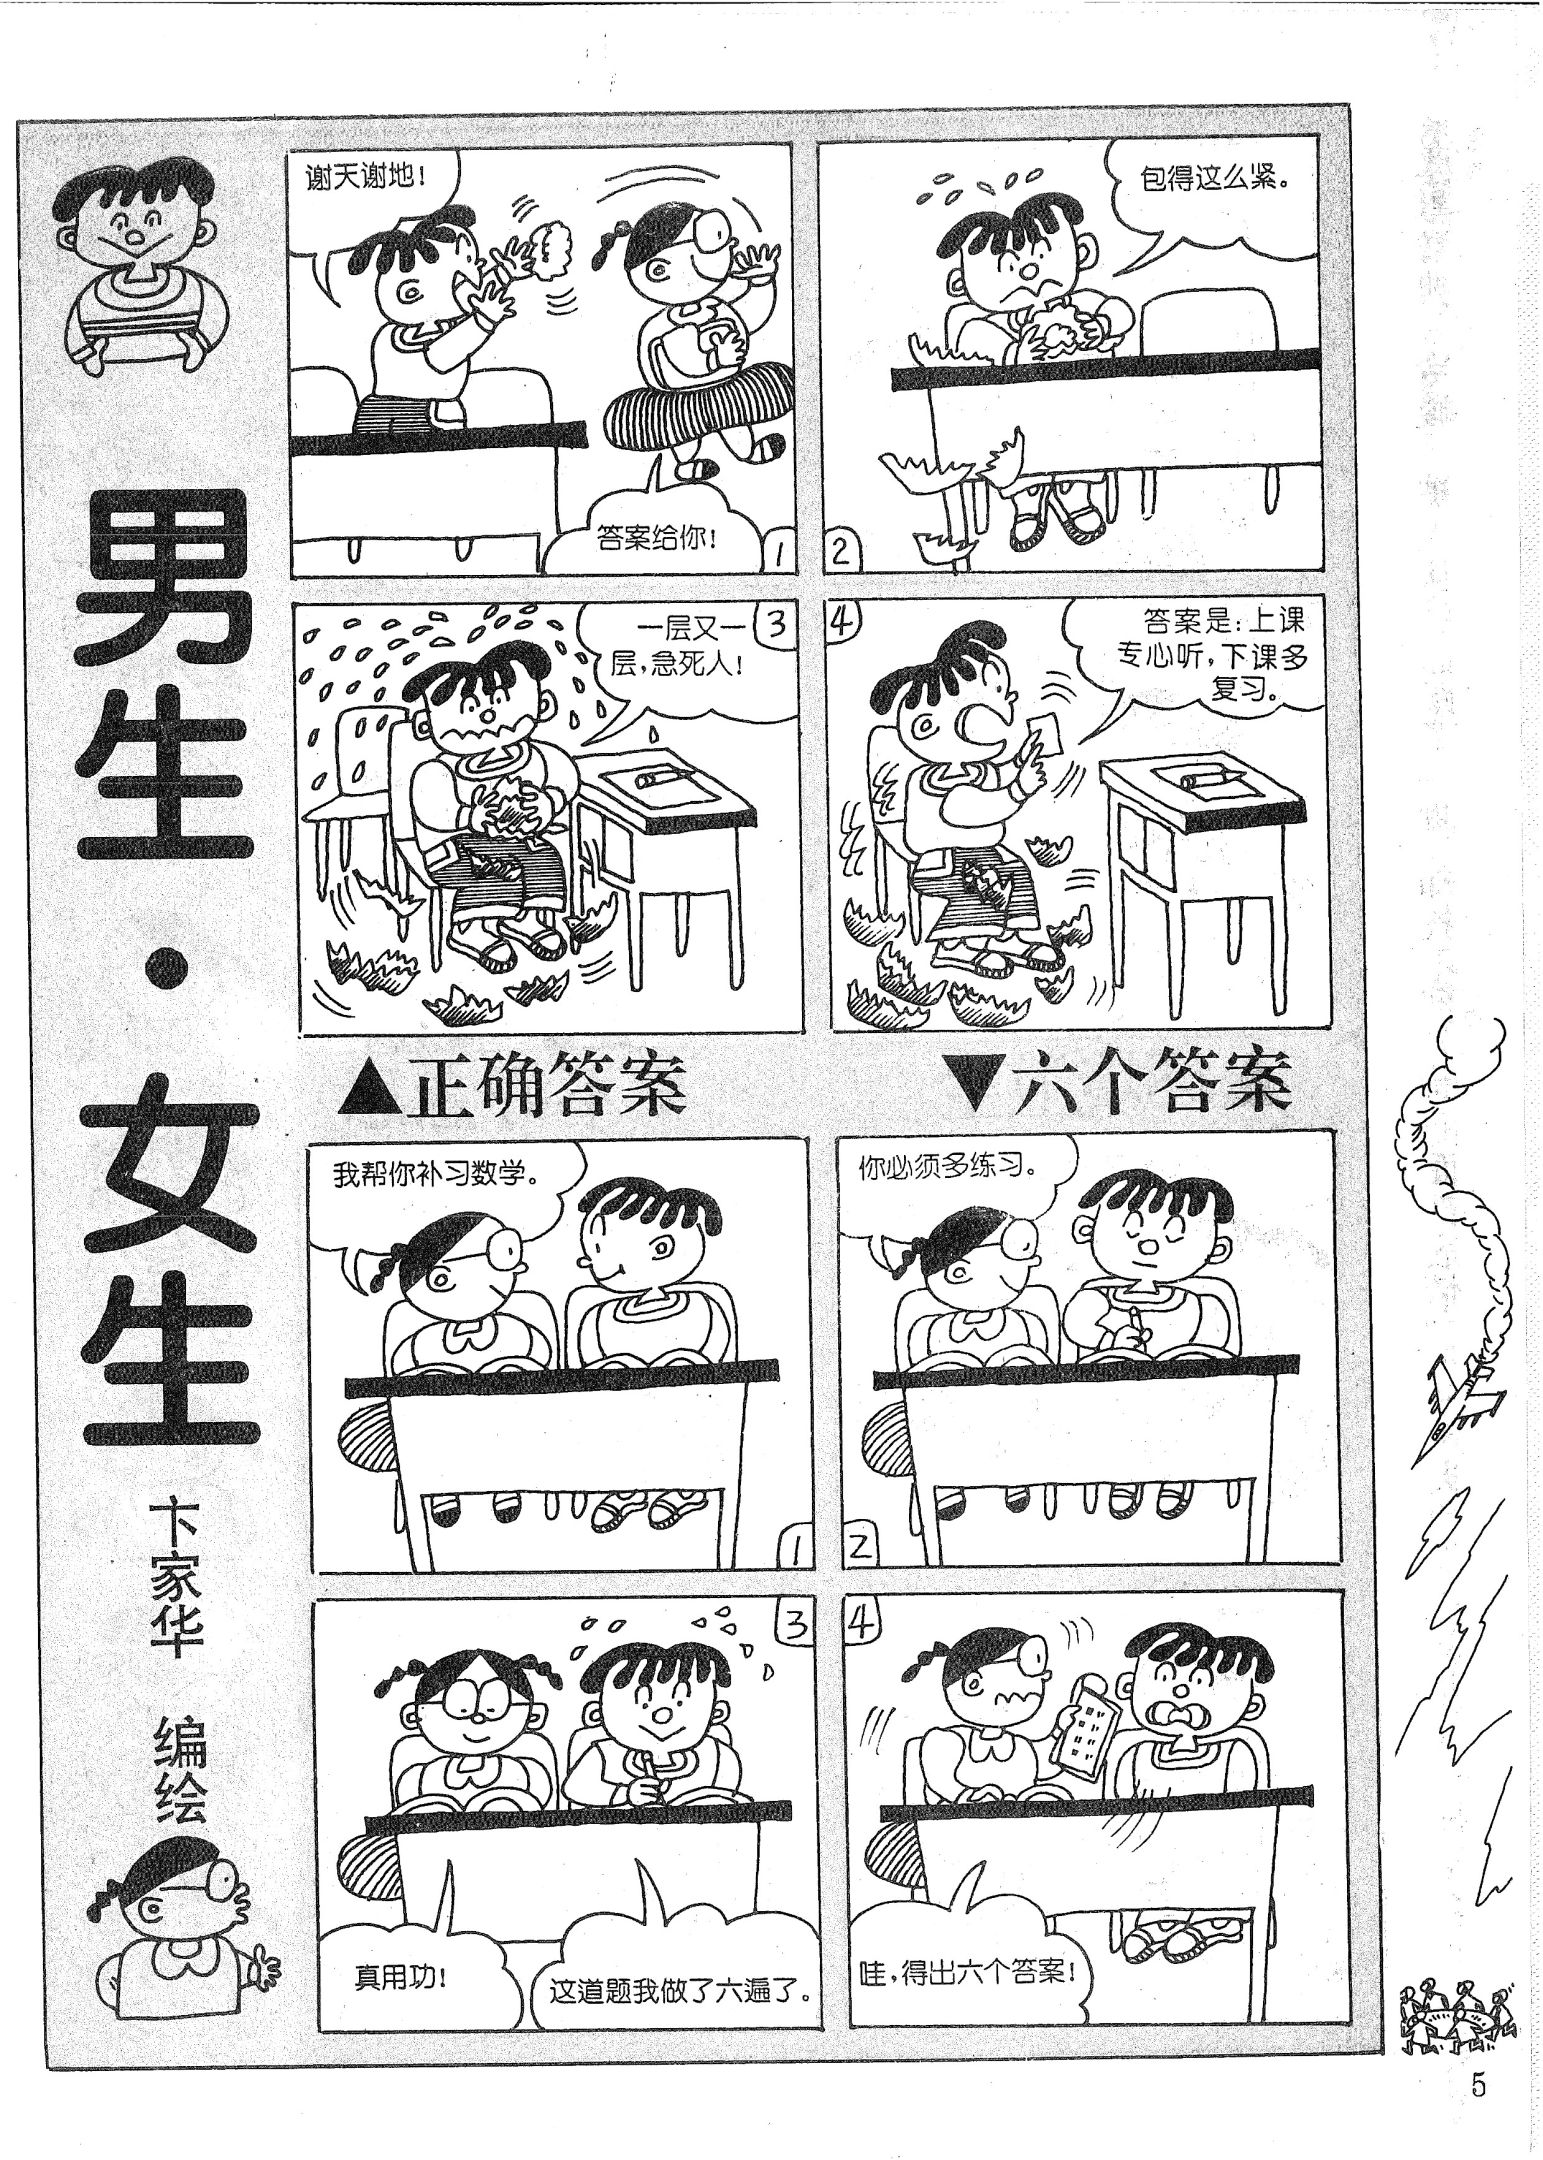 男生·女生
卞家华 编绘
谢天谢地！
答案给你！
1
包得这么紧。
2
一层又一
层，急死人！
3
4
答案是：上课
专心听，下课多
复习。
▲正确答案
▼六个答案
我帮你补习数学。
1
你必须多练习。
2
3
真用功！
这道题我做了六遍了。
4
哇，得出六个答案！
5